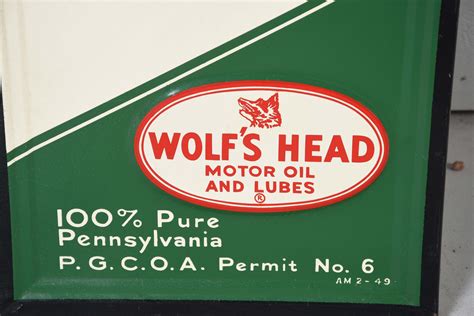 WOLF'S HEAD
MOTOR OIL
AND LUBES
®
100% Pure
Pennsylvania
P.G.C.O.A. Permit No. 6
AM 2-49